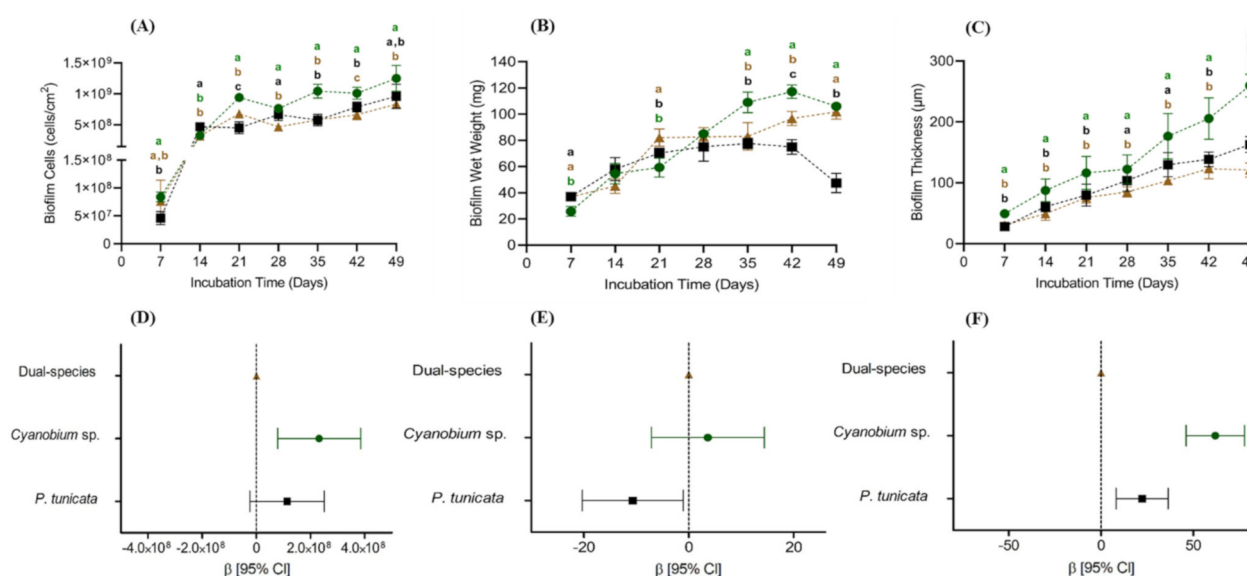 (A)
a
a a a a,b
a b a b b b
a b b b b c b
a,b b c
b
1.5×10⁹
1×10⁹
5×10⁸
1.5×10⁸
1×10⁸
5×10⁷
0
Biofilm Cells (cells/cm²)
0 7 14 21 28 35 42 49
Incubation Time (Days)
(B)
a a a
a b b a
a b b c b
a b
b
140
120
100
80
60
40
20
0
Biofilm Wet Weight (mg)
0 7 14 21 28 35 42 49
Incubation Time (Days)
(C)
a
a a b
a a a a b
a b b a b
b b b b
b
300
200
100
0
Biofilm Thickness (µm)
0 7 14 21 28 35 42
Incubation Time (Days)
(D)
Dual-species
Cyanobium sp.
P. tunicata
-4.0×10⁸ -2.0×10⁸ 0 2.0×10⁸ 4.0×10⁸
β [95% CI]
(E)
Dual-species
Cyanobium sp.
P. tunicata
-20 0 20
β [95% CI]
(F)
Dual-species
Cyanobium sp.
P. tunicata
-50 0 50
β [95% CI]